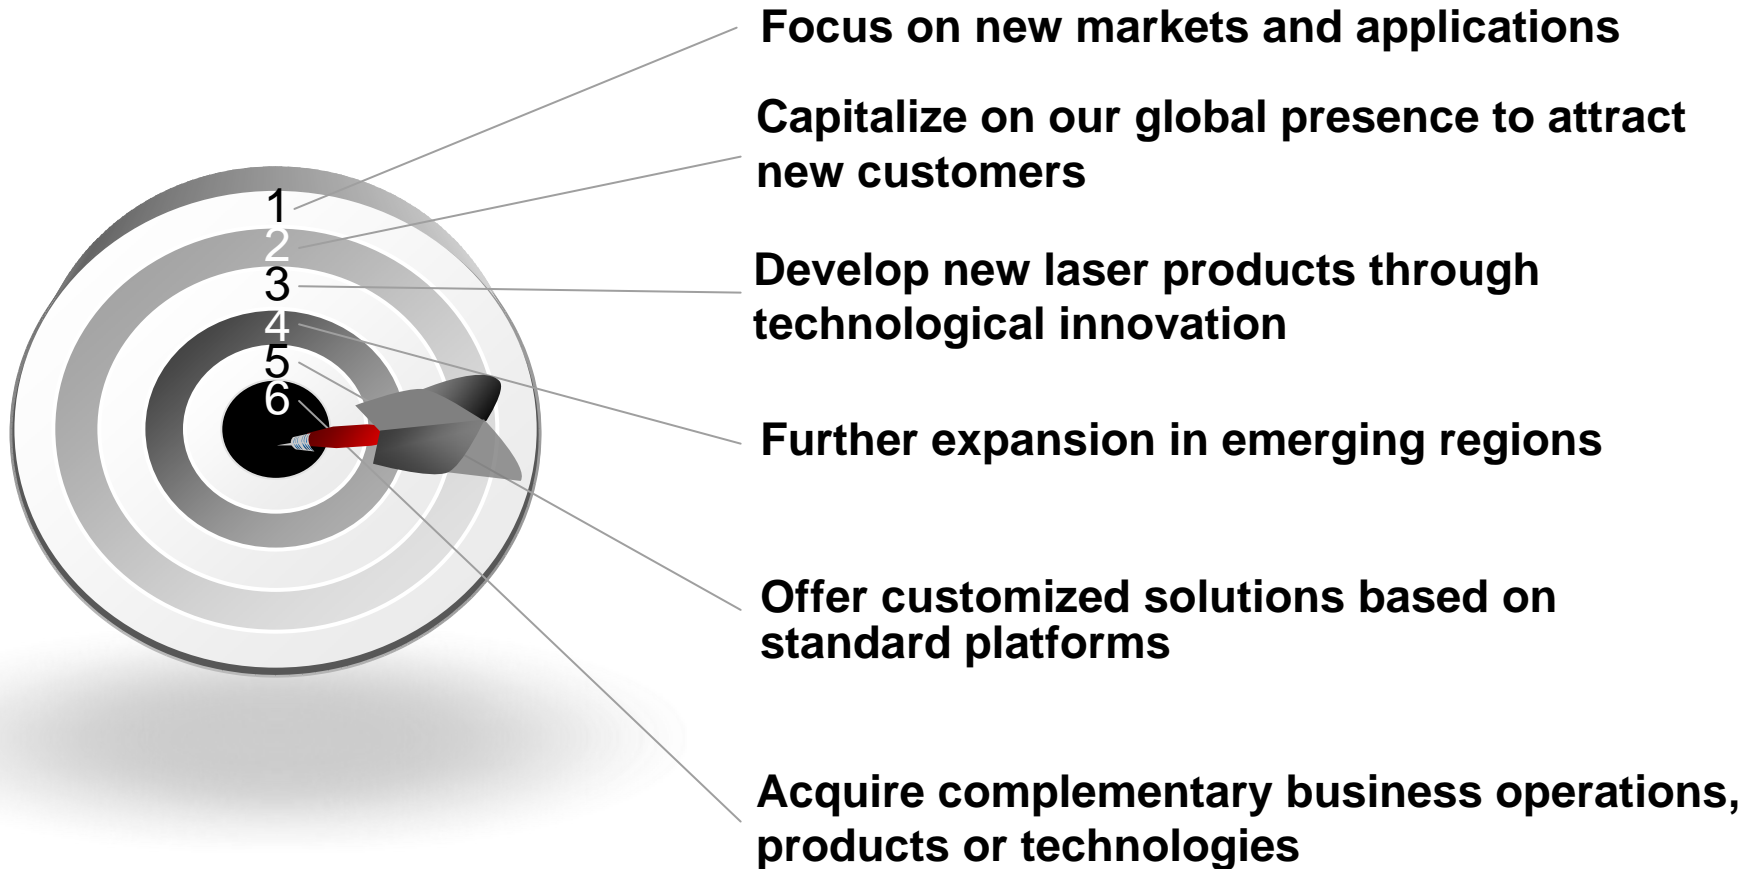 Focus on new markets and applications
Capitalize on our global presence to attract
new customers
Develop new laser products through
technological innovation
Further expansion in emerging regions
Offer customized solutions based on
standard platforms
Acquire complementary business operations,
products or technologies
1
2
3
4
5
6